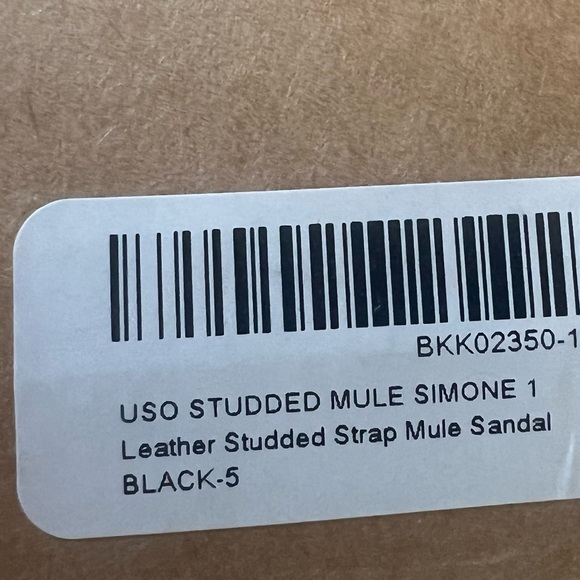 BKK02350-1
USO STUDDED MULE SIMONE 1
Leather Studded Strap Mule Sandal
BLACK-5